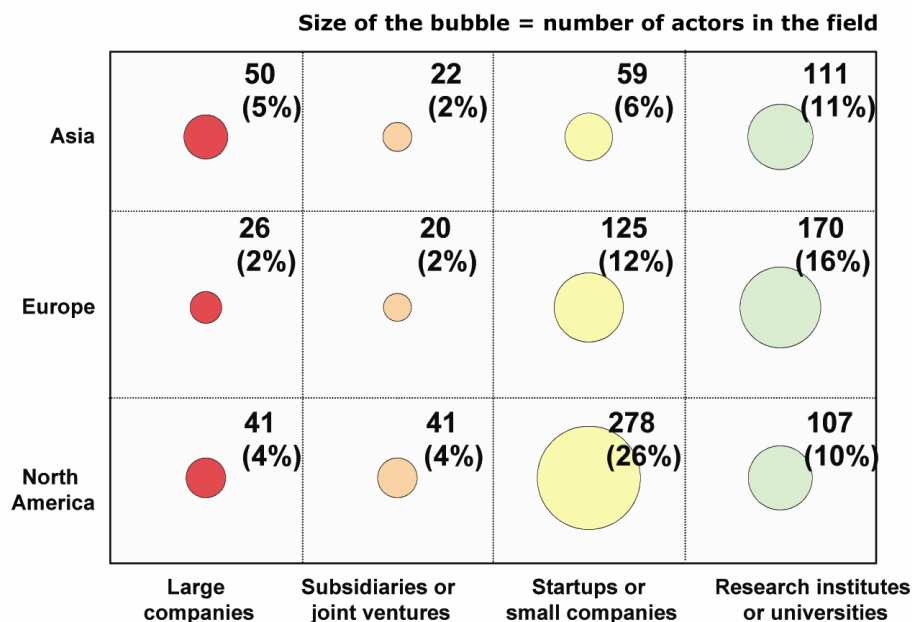 Size of the bubble = number of actors in the field
50
(5%)
22
(2%)
59
(6%)
111
(11%)
Asia
26
(2%)
20
(2%)
125
(12%)
170
(16%)
Europe
41
(4%)
41
(4%)
278
(26%)
107
(10%)
North
America
Large
companies
Subsidiaries or
joint ventures
Startups or
small companies
Research institutes
or universities